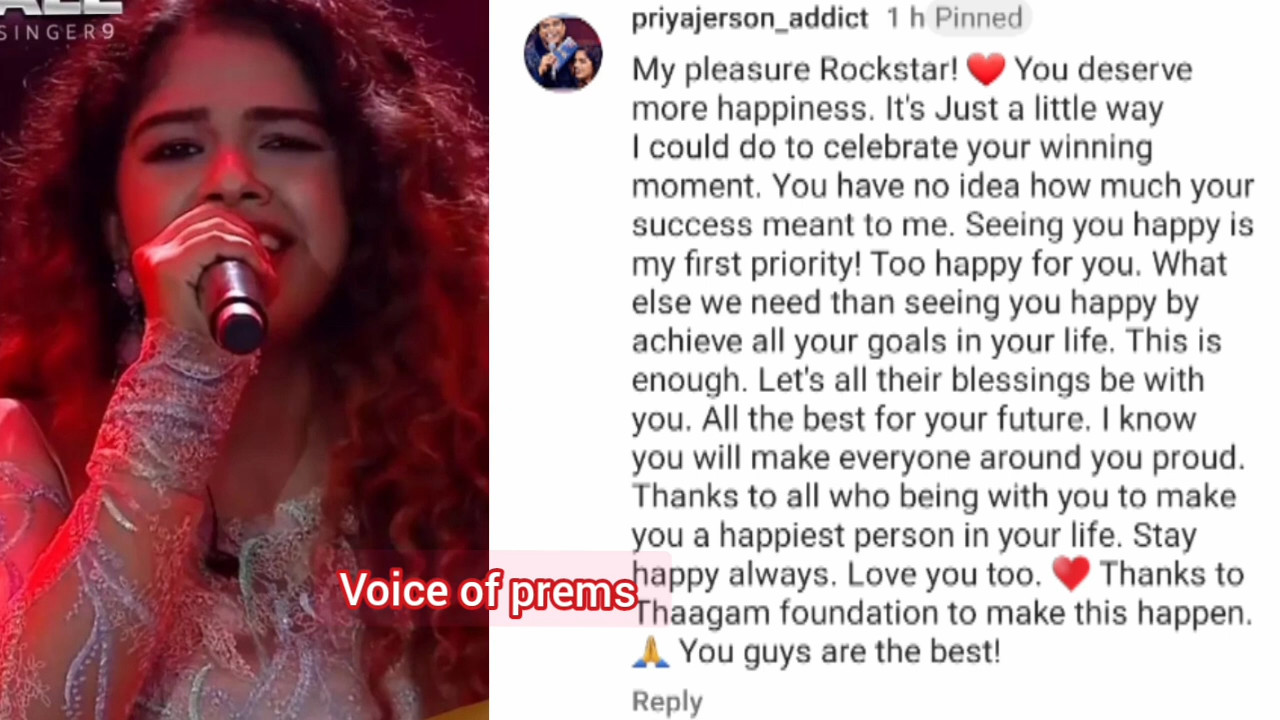 SINGER9
priyajerson_addict 1 h Pinned
My pleasure Rockstar! ❤️ You deserve
more happiness. It's Just a little way
I could do to celebrate your winning
moment. You have no idea how much your
success meant to me. Seeing you happy is
my first priority! Too happy for you. What
else we need than seeing you happy by
achieve all your goals in your life. This is
enough. Let's all their blessings be with
you. All the best for your future. I know
you will make everyone around you proud.
Thanks to all who being with you to make
you a happiest person in your life. Stay
happy always. Love you too. ❤️ Thanks to
Thaagam foundation to make this happen.
🙏 You guys are the best!
Reply
Voice of prems